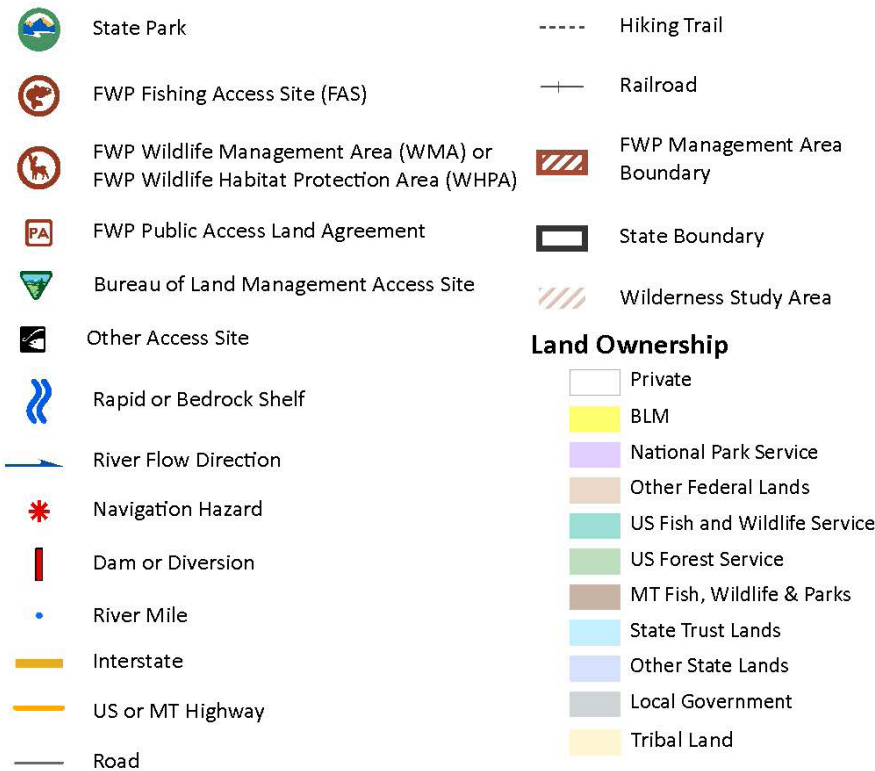 State Park
FWP Fishing Access Site (FAS)
FWP Wildlife Management Area (WMA) or
FWP Wildlife Habitat Protection Area (WHPA)
PA
FWP Public Access Land Agreement
Bureau of Land Management Access Site
Other Access Site
Rapid or Bedrock Shelf
River Flow Direction
Navigation Hazard
Dam or Diversion
River Mile
Interstate
US or MT Highway
Road
Hiking Trail
Railroad
FWP Management Area
Boundary
State Boundary
Wilderness Study Area
Land Ownership
Private
BLM
National Park Service
Other Federal Lands
US Fish and Wildlife Service
US Forest Service
MT Fish, Wildlife & Parks
State Trust Lands
Other State Lands
Local Government
Tribal Land